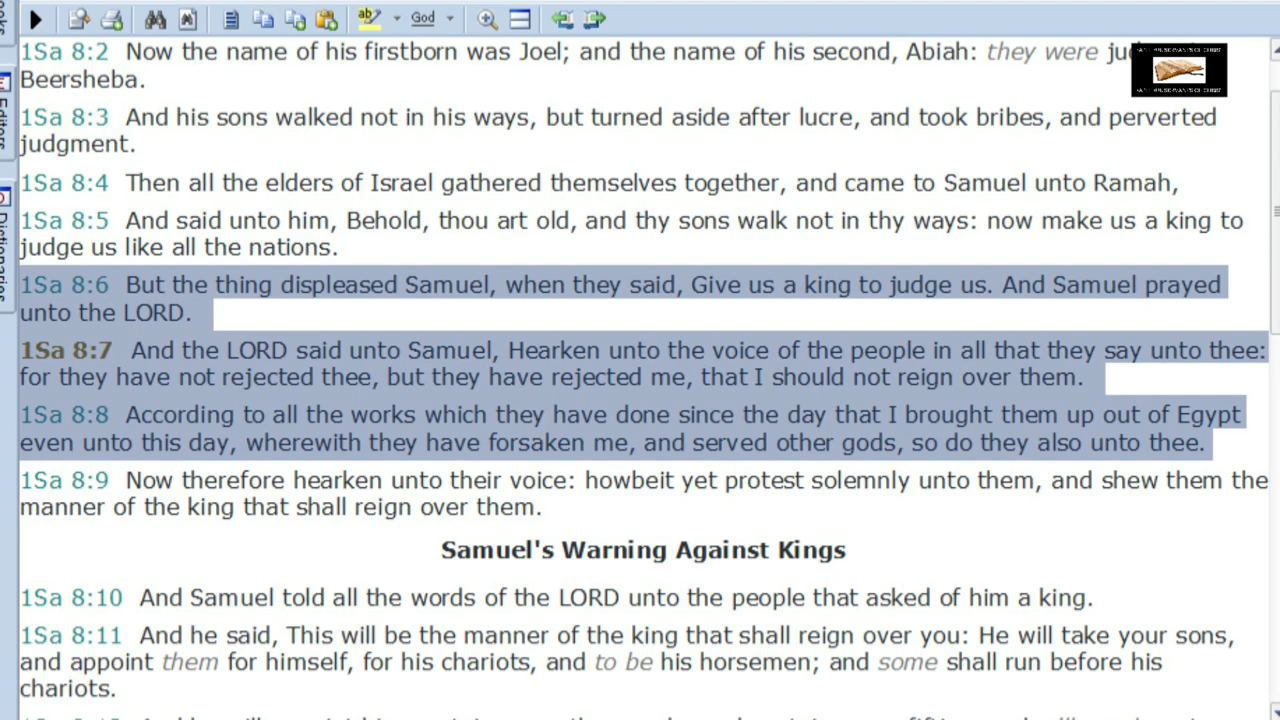 God
1Sa 8:2 Now the name of his firstborn was Joel; and the name of his second, Abiah: they were
Beersheba.
1Sa 8:3 And his sons walked not in his ways, but turned aside after lucre, and took bribes, and perverted
judgment.
1Sa 8:4 Then all the elders of Israel gathered themselves together, and came to Samuel unto Ramah,
1Sa 8:5 And said unto him, Behold, thou art old, and thy sons walk not in thy ways: now make us a king to
judge us like all the nations.
1Sa 8:6 But the thing displeased Samuel, when they said, Give us a king to judge us. And Samuel prayed
unto the LORD.
1Sa 8:7 And the LORD said unto Samuel, Hearken unto the voice of the people in all that they say unto thee:
for they have not rejected thee, but they have rejected me, that I should not reign over them.
1Sa 8:8 According to all the works which they have done since the day that I brought them up out of Egypt
even unto this day, wherewith they have forsaken me, and served other gods, so do they also unto thee.
1Sa 8:9 Now therefore hearken unto their voice: howbeit yet protest solemnly unto them, and shew them the
manner of the king that shall reign over them.
Samuel's Warning Against Kings
1Sa 8:10 And Samuel told all the words of the LORD unto the people that asked of him a king.
1Sa 8:11 And he said, This will be the manner of the king that shall reign over you: He will take your sons,
and appoint them for himself, for his chariots, and to be his horsemen; and some shall run before his
chariots.
Editors
Dictionaries